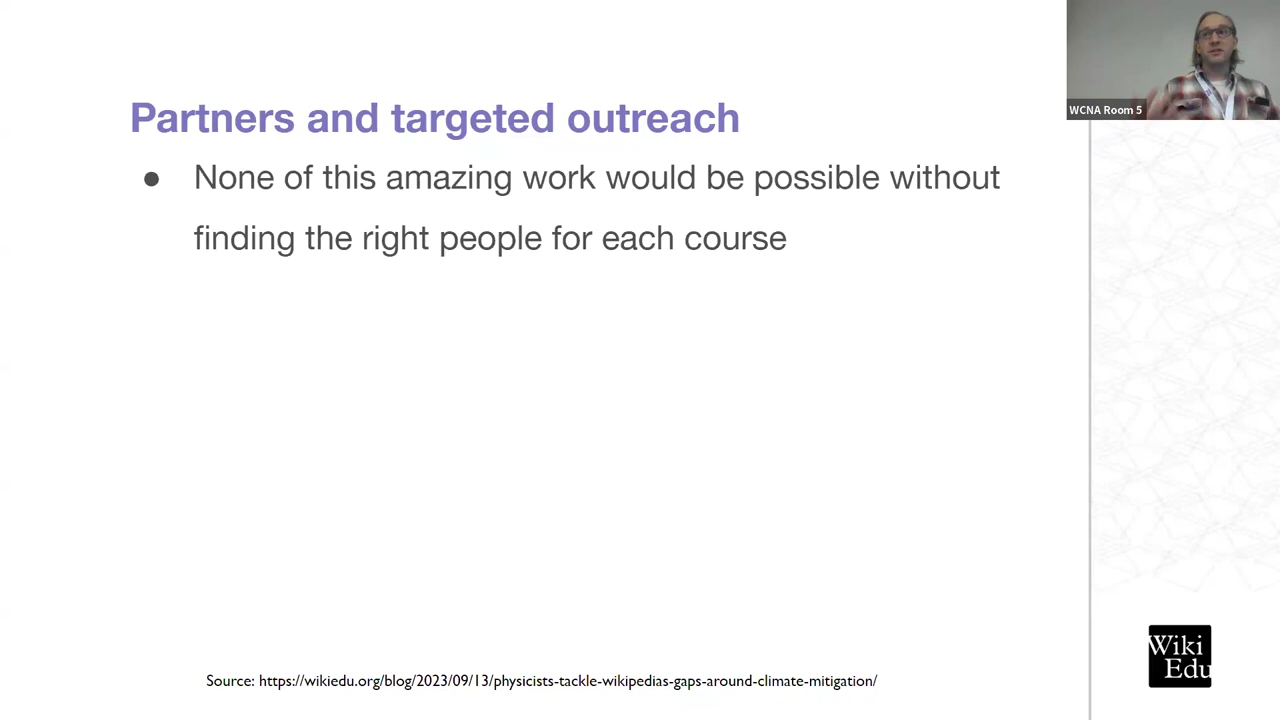 WCNA Room 5
Partners and targeted outreach
● None of this amazing work would be possible without
finding the right people for each course
Source: https://wikiedu.org/blog/2023/09/13/physicists-tackle-wikipedias-gaps-around-climate-mitigation/
Wiki
Edu